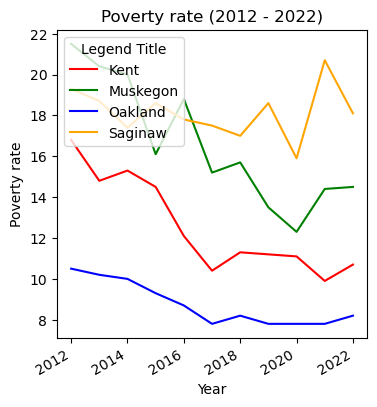 Poverty rate (2012 - 2022)
Legend Title
Kent
Muskegon
Oakland
Saginaw
Poverty rate
22
20
18
16
14
12
10
8
2012
2014
2016
2018
2020
2022
Year